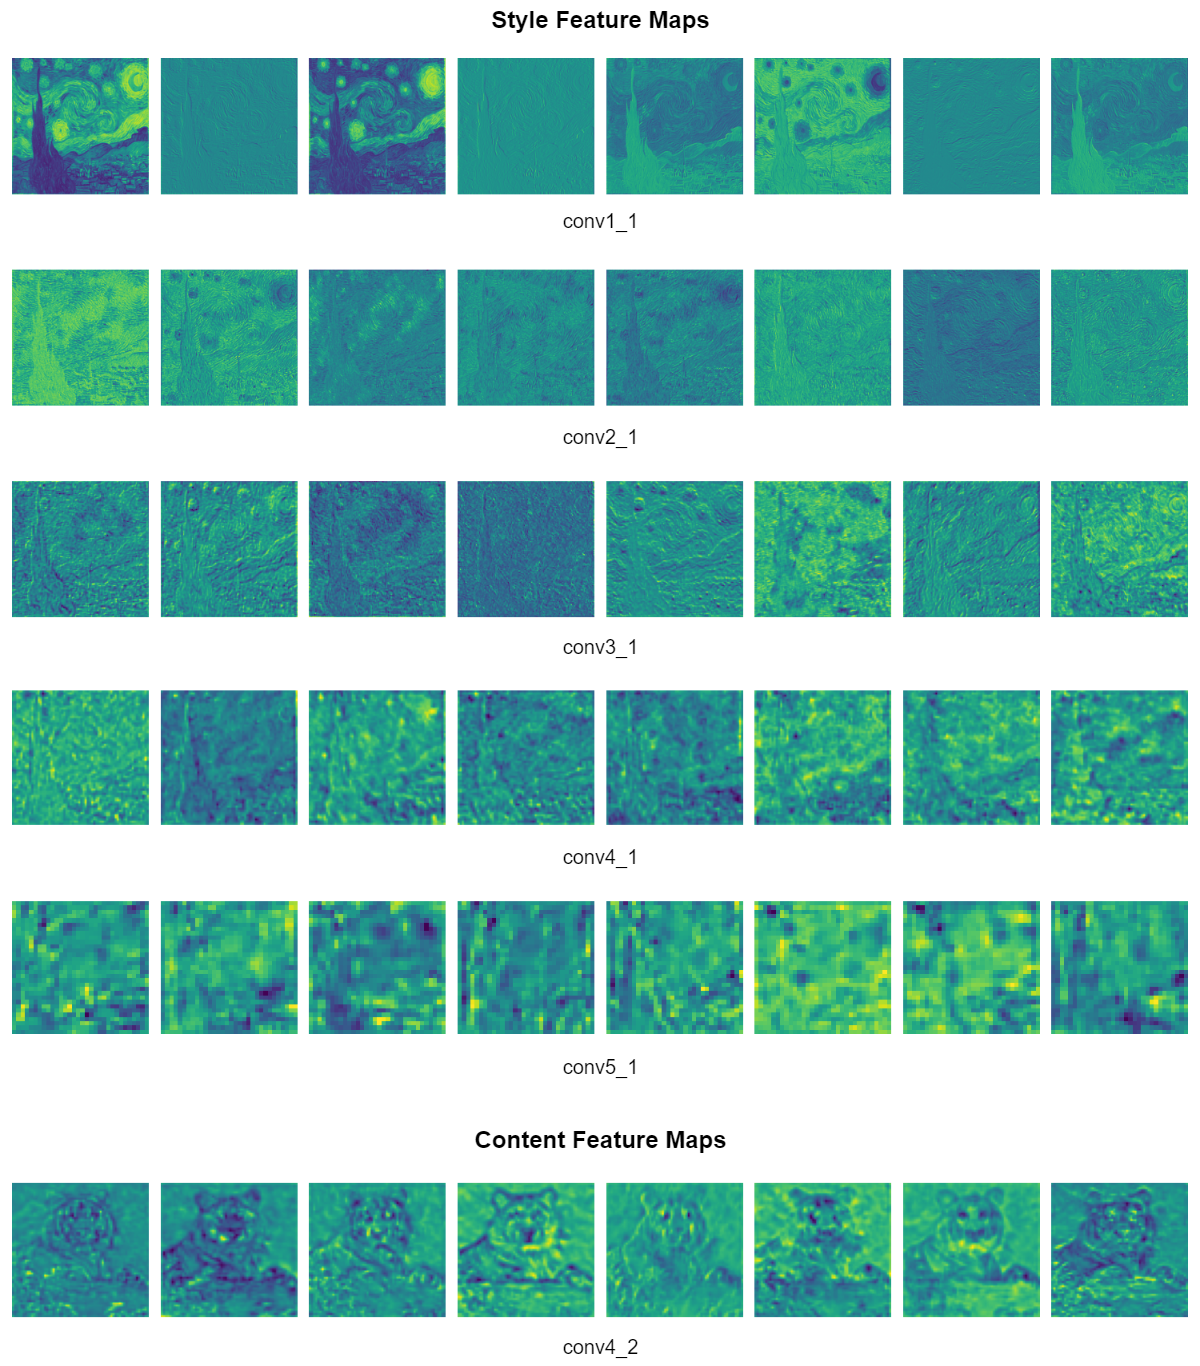 Style Feature Maps
conv1_1
conv2_1
conv3_1
conv4_1
conv5_1
Content Feature Maps
conv4_2